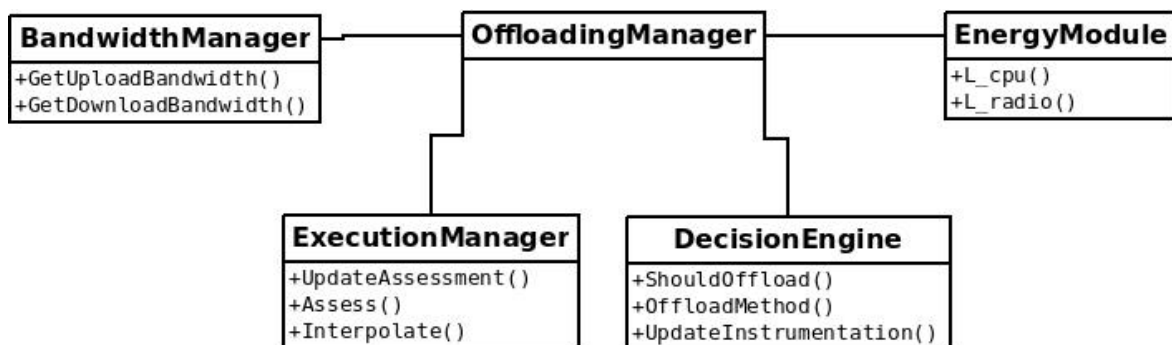 BandwidthManager
+GetUploadBandwidth()
+GetDownloadBandwidth()
OffloadingManager
EnergyModule
+L_cpu()
+L_radio()
ExecutionManager
+UpdateAssessment()
+Assess()
+Interpolate()
DecisionEngine
+ShouldOffload()
+OffloadMethod()
+UpdateInstrumentation()